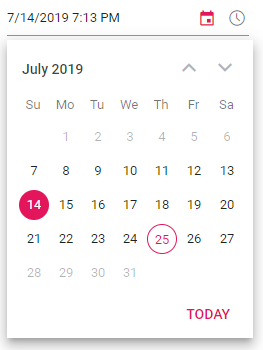 7/14/2019 7:13 PM
July 2019
Su Mo Tu We Th Fr Sa
1 2 3 4 5 6
7 8 9 10 11 12 13
14 15 16 17 18 19 20
21 22 23 24 25 26 27
28 29 30 31
TODAY